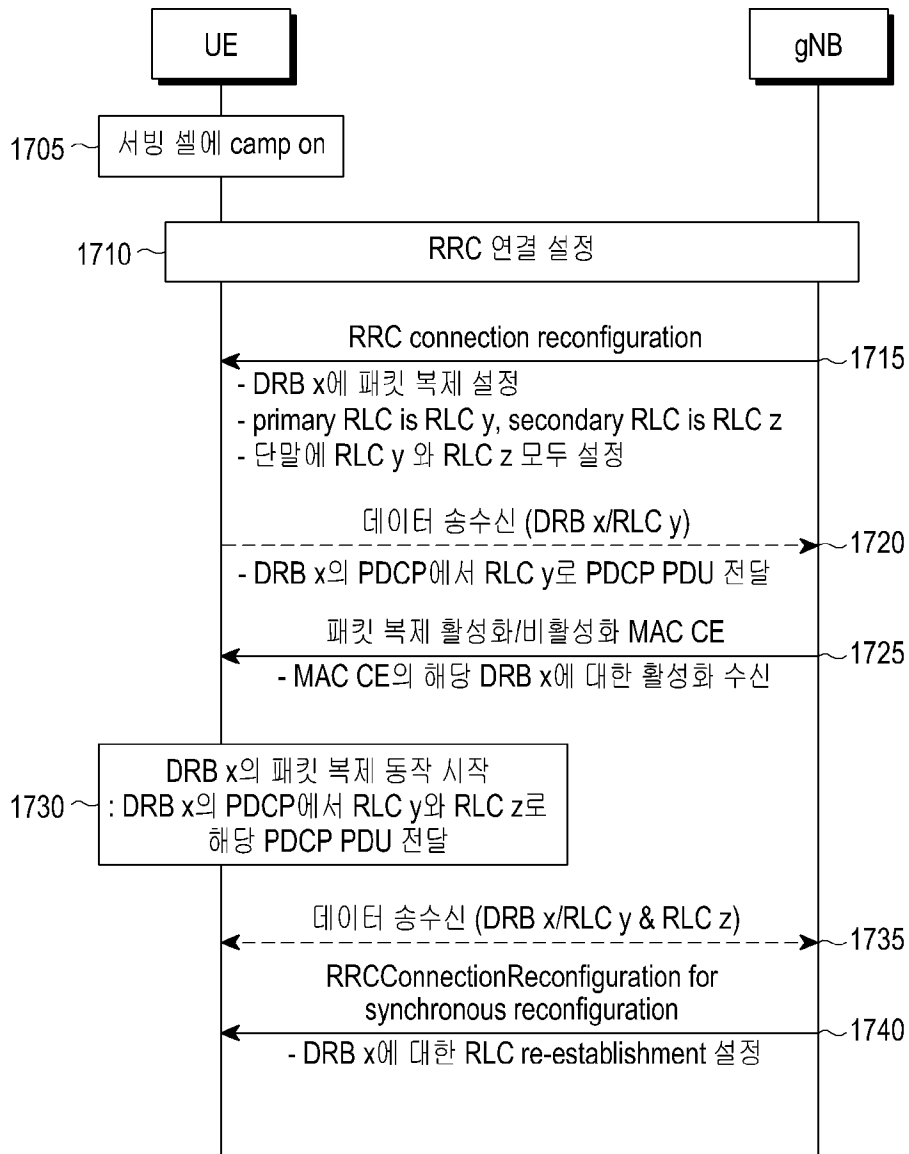 UE
gNB
1705
서빙 셀에 camp on
1710
RRC 연결 설정
RRC connection reconfiguration
1715
- DRB x에 패킷 복제 설정
- primary RLC is RLC y, secondary RLC is RLC z
- 단말에 RLC y 와 RLC z 모두 설정
데이터 송수신 (DRB x/RLC y)
1720
- DRB x의 PDCP에서 RLC y로 PDCP PDU 전달
패킷 복제 활성화/비활성화 MAC CE
1725
- MAC CE의 해당 DRB x에 대한 활성화 수신
DRB x의 패킷 복제 동작 시작
1730
: DRB x의 PDCP에서 RLC y와 RLC z로
해당 PDCP PDU 전달
데이터 송수신 (DRB x/RLC y & RLC z)
1735
RRCConnectionReconfiguration for
synchronous reconfiguration
1740
- DRB x에 대한 RLC re-establishment 설정